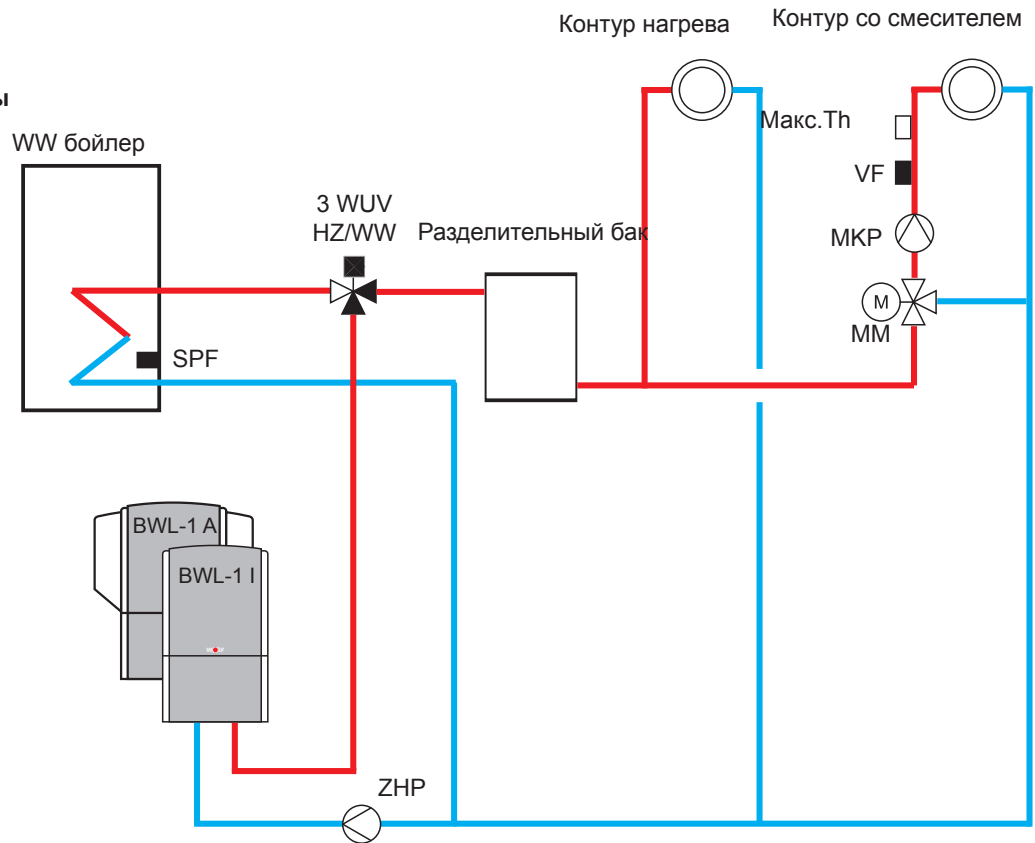 Контур нагрева
Контур со смесителем
ы
WW бойлер
Макс.Th
VF
3 WUV
HZ/WW
Разделительный бак
MKP
M
MM
SPF
BWL-1 A
BWL-1 I
ZHP